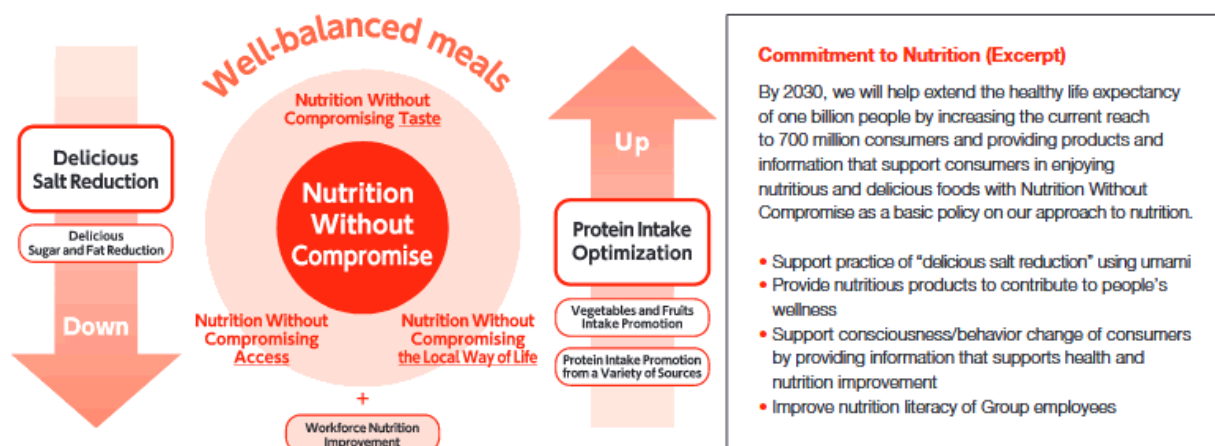 Well-balanced meals
Delicious
Salt Reduction
Delicious
Sugar and Fat Reduction
Down
Nutrition Without
Compromising Taste
Nutrition
Without
Compromise
Nutrition Without
Compromising
Access
Nutrition Without
Compromising
the Local Way of Life
+
Workforce Nutrition
Improvement
Up
Protein Intake
Optimization
Vegetables and Fruits
Intake Promotion
Protein Intake Promotion
from a Variety of Sources
Commitment to Nutrition (Excerpt)
By 2030, we will help extend the healthy life expectancy
of one billion people by increasing the current reach
to 700 million consumers and providing products and
information that support consumers in enjoying
nutritious and delicious foods with Nutrition Without
Compromise as a basic policy on our approach to nutrition.
• Support practice of “delicious salt reduction” using umami
• Provide nutritious products to contribute to people's
wellness
• Support consciousness/behavior change of consumers
by providing information that supports health and
nutrition improvement
• Improve nutrition literacy of Group employees